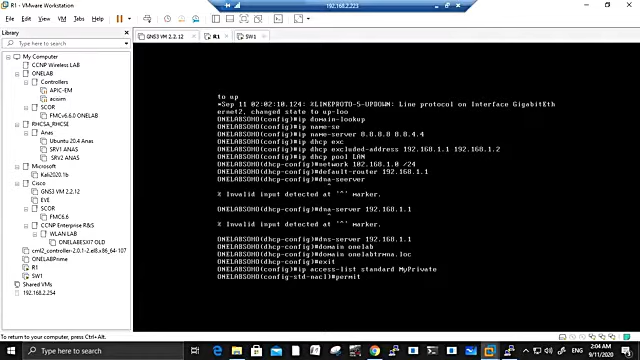 R1 - VMware Workstation
192.168.2.223
File Edit View VM Tabs Help
Library
Type here to search
GNS3 VM 2.2.12
R1
SW1
My Computer
CCNP Wireless LAB
ONELAB
Controllers
APIC-EM
acsim
SCOR
FMCv6.6.0 ONELAB
RHCSA_RHCSE
Anas
Ubuntu 20.4 Anas
SRV1 ANAS
SRV2 ANAS
Microsoft
Kali2020.1b
Cisco
GNS3 VM 2.2.12
EVE
SCOR
FMC6.6
CCNP Enterprise R&S
WLAN LAB
ONELABESXI7 OLD
cml2_controller-2.0.1-2.el8.x86_64-107
ONELABPrime
R1
SW1
Shared VMs
192.168.2.254
to up
*Sep 11 02:02:10.124: %LINEPROTO-5-UPDOWN: Line protocol on Interface GigabitEth
ernet2, changed state to up-loo
ONELABSOHO(config)#ip domain-lookup
ONELABSOHO(config)#ip name-se
ONELABSOHO(config)#ip name-server 8.8.8.8 8.8.4.4
ONELABSOHO(config)#ip dhcp exc
ONELABSOHO(config)#ip dhcp excluded-address 192.168.1.1 192.168.1.2
ONELABSOHO(config)#ip dhcp pool LAN
ONELABSOHO(dhcp-config)#network 192.168.1.0 /24
ONELABSOHO(dhcp-config)#default-router 192.168.1.1
ONELABSOHO(dhcp-config)#dna-seerver
^
% Invalid input detected at '^' marker.
ONELABSOHO(dhcp-config)#dna-server 192.168.1.1
^
% Invalid input detected at '^' marker.
ONELABSOHO(dhcp-config)#dns-server 192.168.1.1
ONELABSOHO(dhcp-config)#domain onelab
ONELABSOHO(dhcp-config)#domain onelabtrmna.loc
ONELABSOHO(dhcp-config)#exit
ONELABSOHO(config)#ip access-list standard MyPrivate
ONELABSOHO(config-std-nacl)#permit
To return to your computer, press Ctrl+Alt.
Type here to search
2:04 AM
9/11/2020